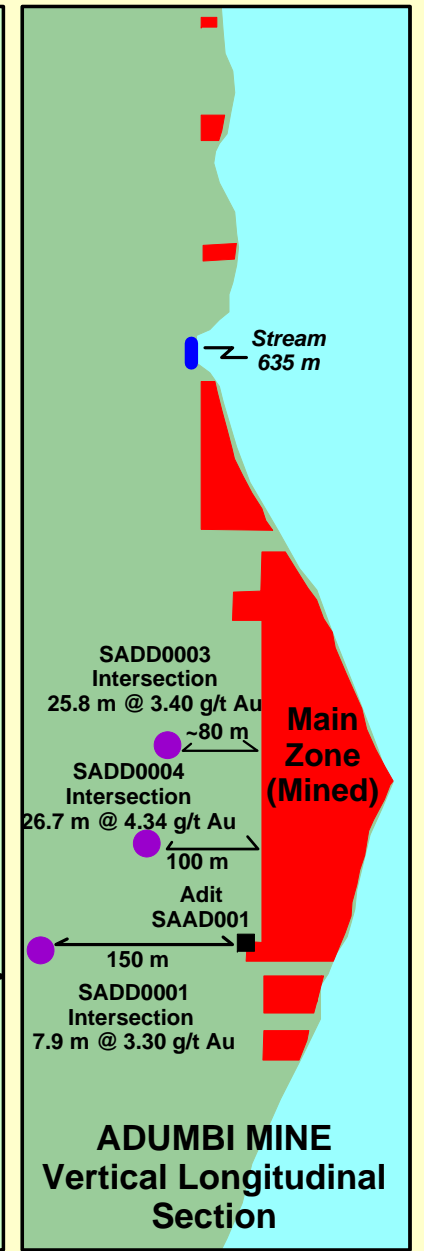 Stream
635 m
SADD0003
Intersection
25.8 m @ 3.40 g/t Au
~80 m
Main
Zone
(Mined)
SADD0004
Intersection
26.7 m @ 4.34 g/t Au
100 m
Adit
SAAD001
150 m
SADD0001
Intersection
7.9 m @ 3.30 g/t Au
ADUMBI MINE
Vertical Longitudinal
Section